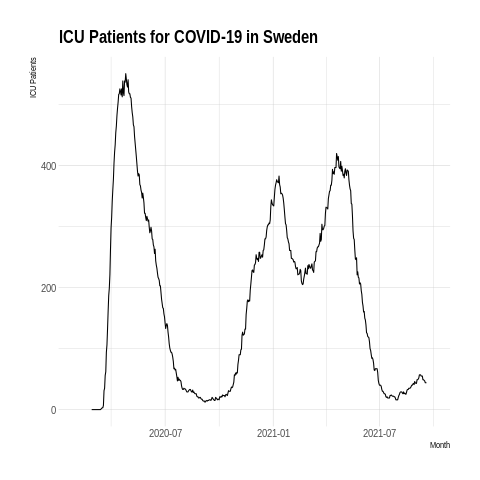 ICU Patients for COVID-19 in Sweden
ICU Patients
400
200
0
2020-07
2021-01
2021-07
Month